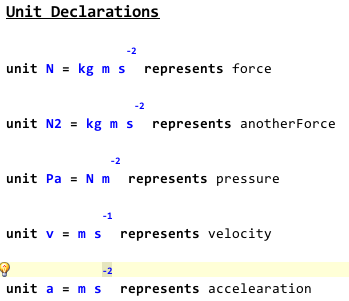 Unit Declarations
unit N = kg m s⁻² represents force
unit N2 = kg m s⁻² represents anotherForce
unit Pa = N m⁻² represents pressure
unit v = m s⁻¹ represents velocity
unit a = m s⁻² represents accelearation